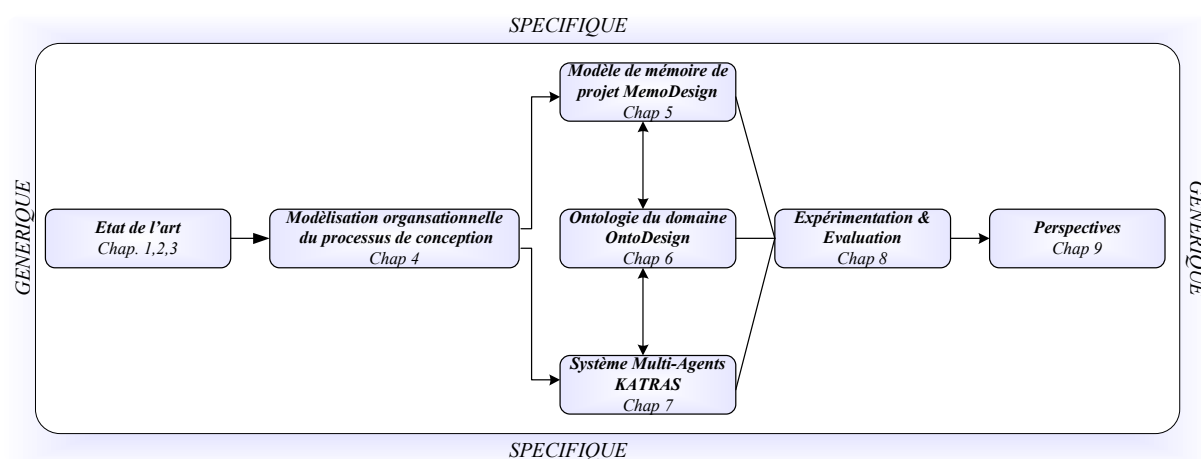 SPECIFIQUE
GENERIQUE
Etat de l'art
Chap. 1,2,3
Modèlisation organsationnelle
du processus de conception
Chap 4
Modèle de mémoire de
projet MemoDesign
Chap 5
Ontologie du domaine
OntoDesign
Chap 6
Système Multi-Agents
KATRAS
Chap 7
Expérimentation &
Evaluation
Chap 8
Perspectives
Chap 9
GENERIQUE
SPECIFIQUE